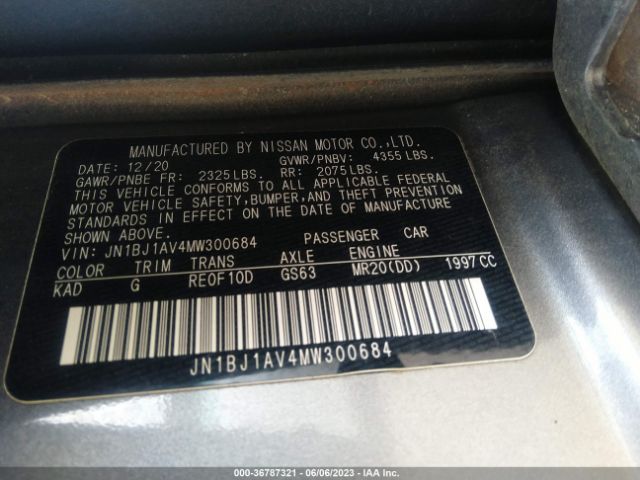 MANUFACTURED BY NISSAN MOTOR CO.,LTD.
DATE: 12/20 GVWR/PNBV: 4355 LBS.
GAWR/PNBE FR: 2325 LBS. RR: 2075 LBS.
THIS VEHICLE CONFORMS TO ALL APPLICABLE FEDERAL
MOTOR VEHICLE SAFETY, BUMPER, AND THEFT PREVENTION
STANDARDS IN EFFECT ON THE DATE OF MANUFACTURE
SHOWN ABOVE.
VIN: JN1BJ1AV4MW300684 PASSENGER CAR
COLOR TRIM TRANS AXLE ENGINE
KAD G RE0F10D GS63 MR20(DD) 1997 CC
JN1BJ1AV4MW300684
000-36787321 - 06/06/2023 - IAA Inc.